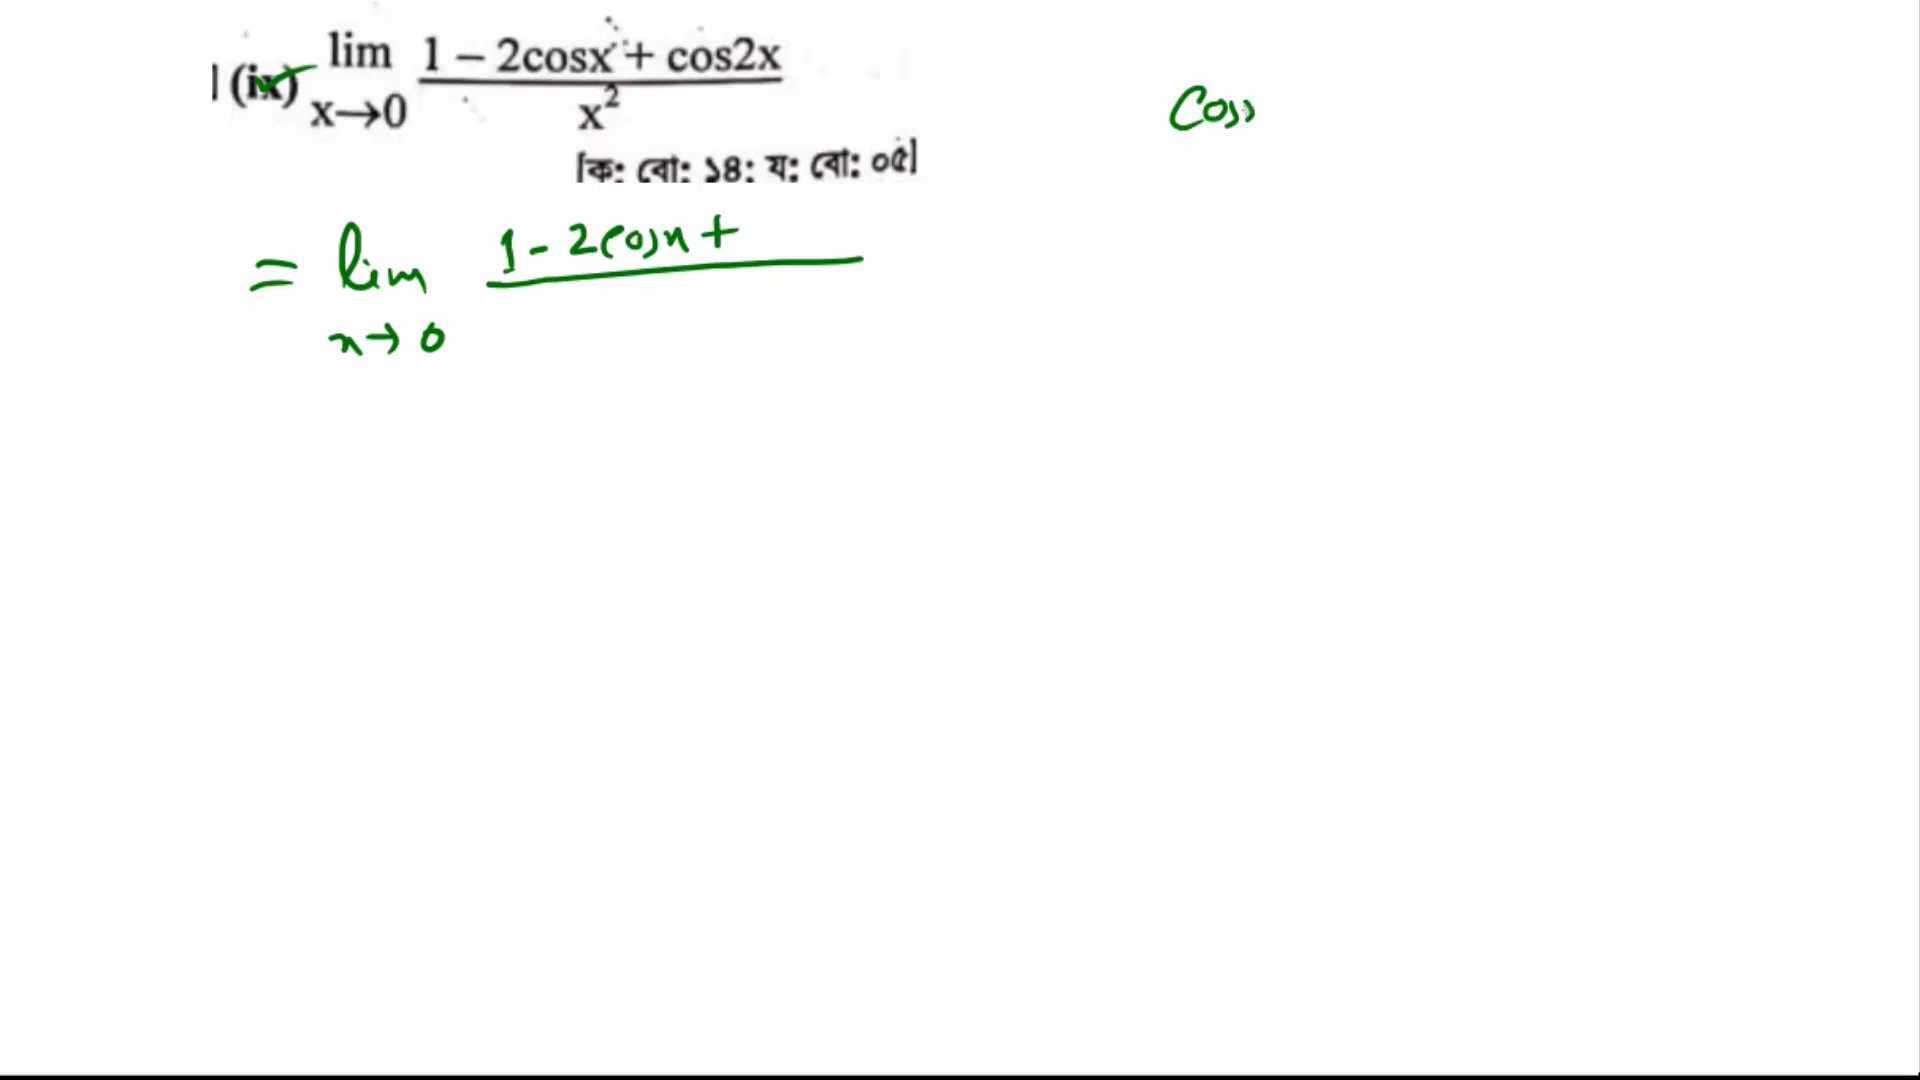 (ix) lim x→0 (1 − 2cosx + cos2x) / x²
[কি: বো: ১৪: য: বো: ০৫]
= lim x→0 1 - 2cosx +
Cos